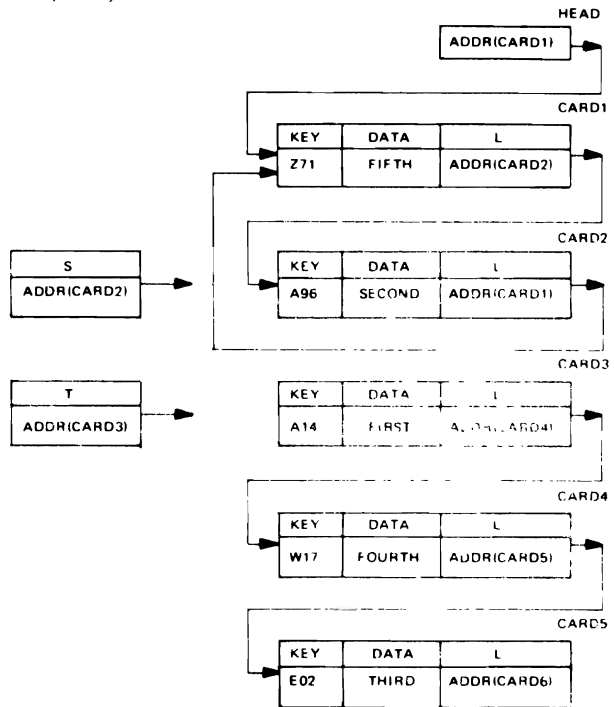 HEAD
ADDR(CARD1)
CARD1
KEY DATA L
Z71 FIFTH ADDR(CARD2)
CARD2
S
ADDR(CARD2)
KEY DATA L
A96 SECOND ADDR(CARD1)
CARD3
T
ADDR(CARD3)
KEY DATA L
A14 FIRST ADDR(CARD4)
CARD4
KEY DATA L
W17 FOURTH ADDR(CARD5)
CARD5
KEY DATA L
E02 THIRD ADDR(CARD6)